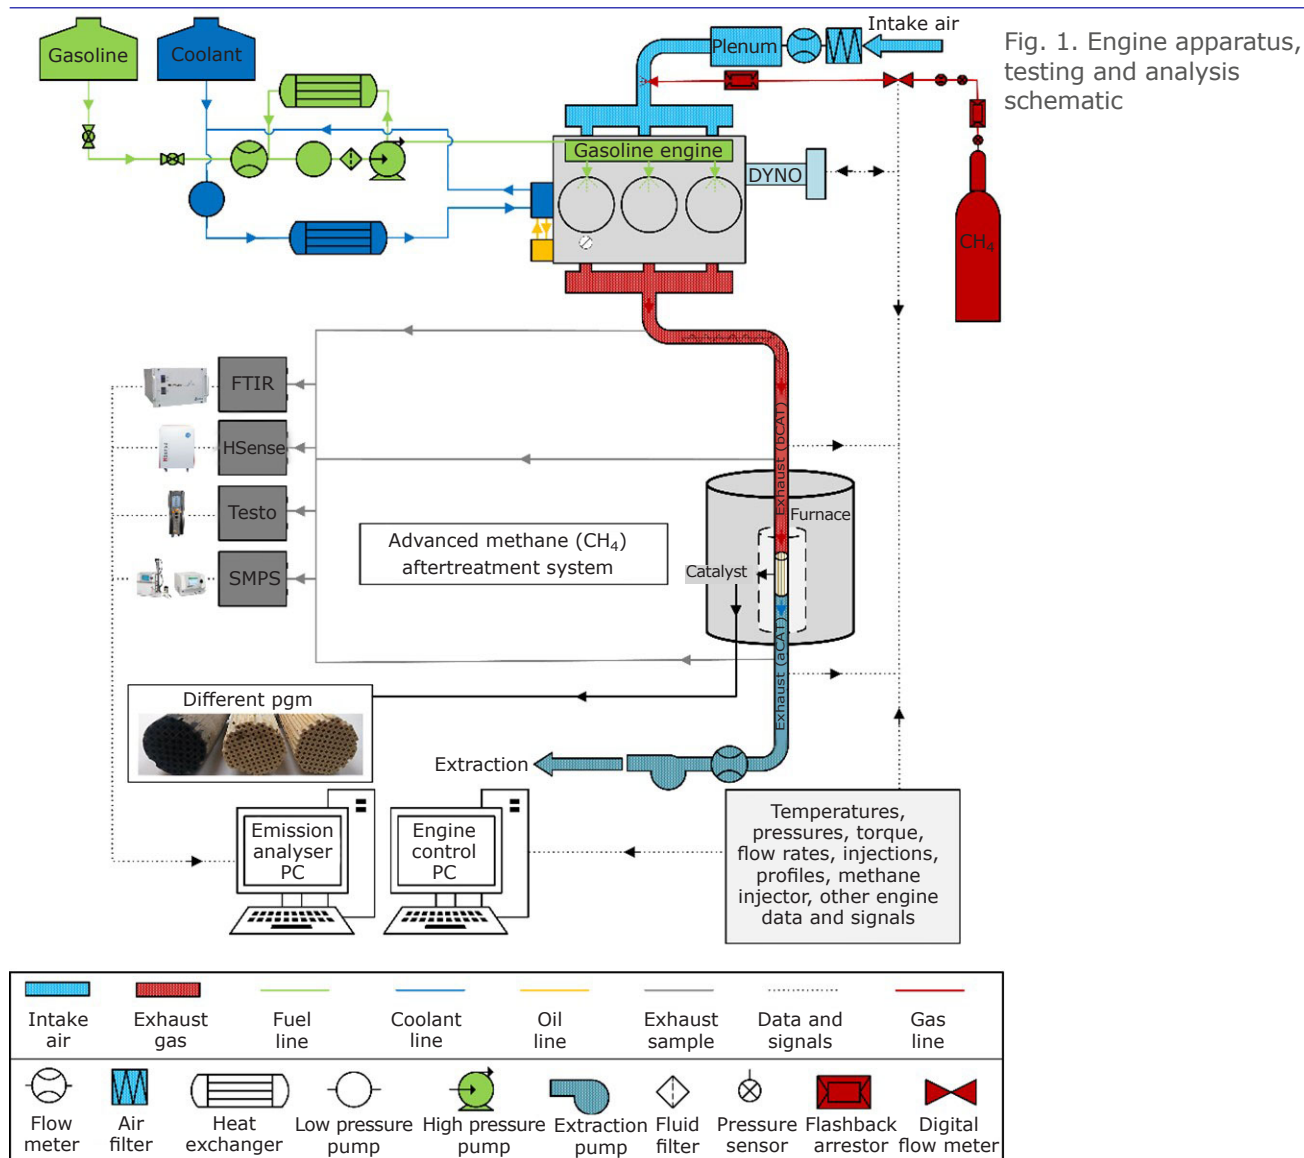 Gasoline
Coolant
Plenum
Intake air
Fig. 1. Engine apparatus,
testing and analysis
schematic
Gasoline engine
DYNO
CH4
FTIR
HSense
Testo
SMPS
Exhaust (bCAT)
Furnace
Advanced methane (CH4)
aftertreatment system
Catalyst
Exhaust (aCAT)
Different pgm
Extraction
Emission
analyser
PC
Engine
control
PC
Temperatures,
pressures, torque,
flow rates, injections,
profiles, methane
injector, other engine
data and signals
Intake
air
Exhaust
gas
Fuel
line
Coolant
line
Oil
line
Exhaust
sample
Data and
signals
Gas
line
Flow
meter
Air
filter
Heat
exchanger
Low pressure
pump
High pressure
pump
Extraction
pump
Fluid
filter
Pressure
sensor
Flashback
arrestor
Digital
flow meter